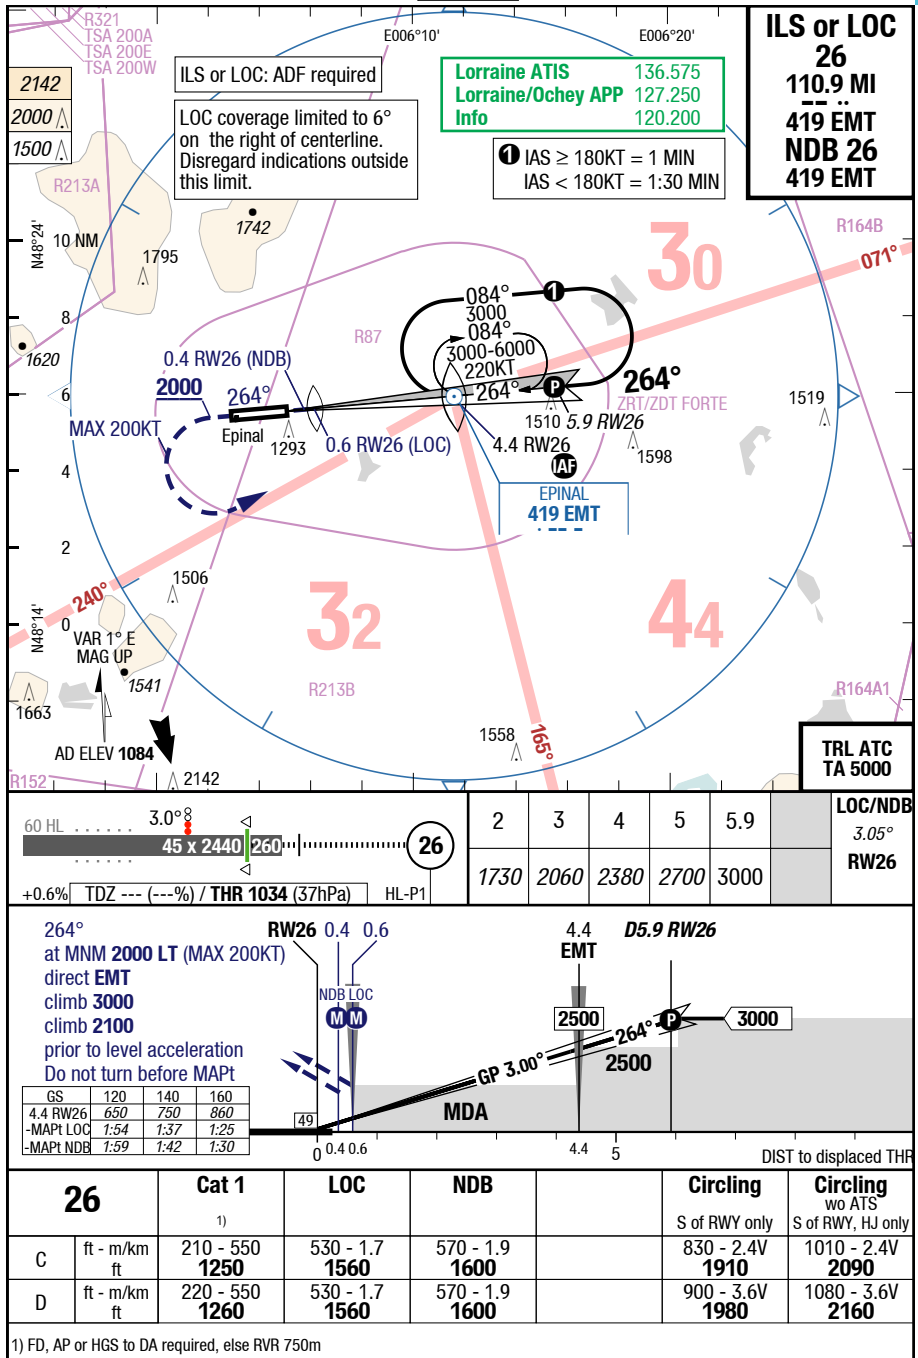 R321
TSA 200A
TSA 200E
TSA 200W
E006°10'
E006°20'
ILS or LOC
26
110.9 MI
419 EMT
NDB 26
419 EMT
2142
2000
1500
ILS or LOC: ADF required
LOC coverage limited to 6°
on the right of centerline.
Disregard indications outside
this limit.
Lorraine ATIS 136.575
Lorraine/Ochey APP 127.250
Info 120.200
1 IAS ≥ 180KT = 1 MIN
IAS < 180KT = 1:30 MIN
R213A
1742
N48°24'
10 NM
1795
30
R164B
071°
084°
1
3000
084°
3000-6000
220KT
264°
8
R87
1620
0.4 RW26 (NDB)
2000
264°
P
264°
ZRT/ZDT FORTE
6
MAX 200KT
Epinal
1293
0.6 RW26 (LOC)
1510
5.9 RW26
4.4 RW26
1598
1519
IAF
4
EPINAL
419 EMT
2
1506
240°
32
44
N48°14'
0
VAR 1° E
MAG UP
1541
R213B
1663
R164A1
AD ELEV 1084
1558
165°
R152
2142
TRL ATC
TA 5000
60 HL
3.0°
45 x 2440 260
26
+0.6% TDZ --- (---%) / THR 1034 (37hPa) HL-P1
2 3 4 5 5.9 LOC/NDB
3.05°
RW26
1730 2060 2380 2700 3000
264°
at MNM 2000 LT (MAX 200KT)
direct EMT
climb 3000
climb 2100
prior to level acceleration
Do not turn before MAPt
RW26 0.4 0.6
4.4
EMT
D5.9 RW26
NDB LOC
M M
2500
P
3000
264°
GP 3.00°
2500
MDA
49
GS 120 140 160
4.4 RW26 650 750 860
-MAPt LOC 1:54 1:37 1:25
-MAPt NDB 1:59 1:42 1:30
0 0.4 0.6 4.4 5
DIST to displaced THR
26 Cat 1 LOC NDB Circling Circling
wo ATS
1) S of RWY only S of RWY, HJ only
C ft - m/km 210 - 550 530 - 1.7 570 - 1.9 830 - 2.4V 1010 - 2.4V
ft 1250 1560 1600 1910 2090
D ft - m/km 220 - 550 530 - 1.7 570 - 1.9 900 - 3.6V 1080 - 3.6V
ft 1260 1560 1600 1980 2160
1) FD, AP or HGS to DA required, else RVR 750m